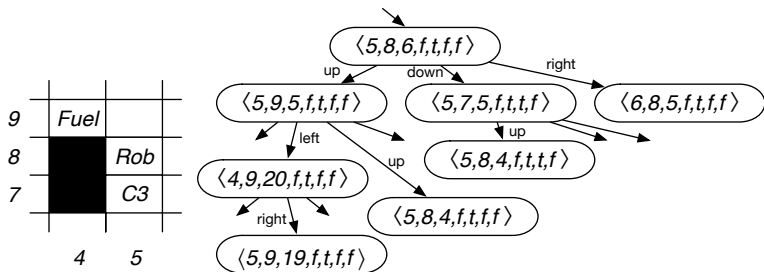 ⟨5,8,6,f,t,f,f⟩
up
down
right
⟨5,9,5,f,t,f,f⟩
⟨5,7,5,f,t,t,f⟩
⟨6,8,5,f,t,f,f⟩
9 Fuel
left
up
8 Rob
up
⟨5,8,4,f,t,t,f⟩
7 C3
⟨4,9,20,f,t,f,f⟩
right
⟨5,8,4,f,t,f,f⟩
4 5
⟨5,9,19,f,t,f,f⟩